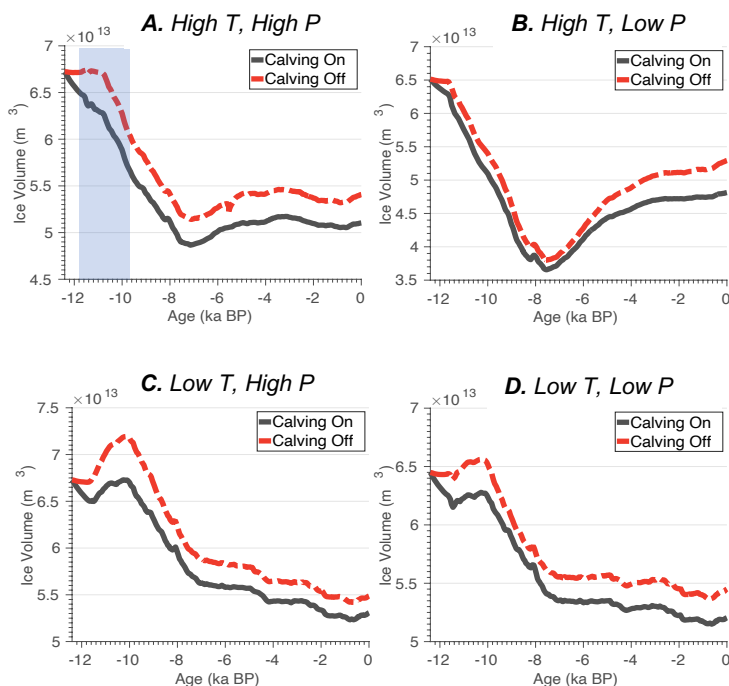 A. High T, High P
× 10 13
7
6.5
6
5.5
5
4.5
Ice Volume (m 3)
Calving On
Calving Off
-12 -10 -8 -6 -4 -2 0
Age (ka BP)
B. High T, Low P
× 10 13
7
6.5
6
5.5
5
4.5
4
3.5
Ice Volume (m 3)
Calving On
Calving Off
-12 -10 -8 -6 -4 -2 0
Age (ka BP)
C. Low T, High P
× 10 13
7.5
7
6.5
6
5.5
5
Ice Volume (m 3)
Calving On
Calving Off
-12 -10 -8 -6 -4 -2 0
Age (ka BP)
D. Low T, Low P
× 10 13
7
6.5
6
5.5
5
Ice Volume (m 3)
Calving On
Calving Off
-12 -10 -8 -6 -4 -2 0
Age (ka BP)